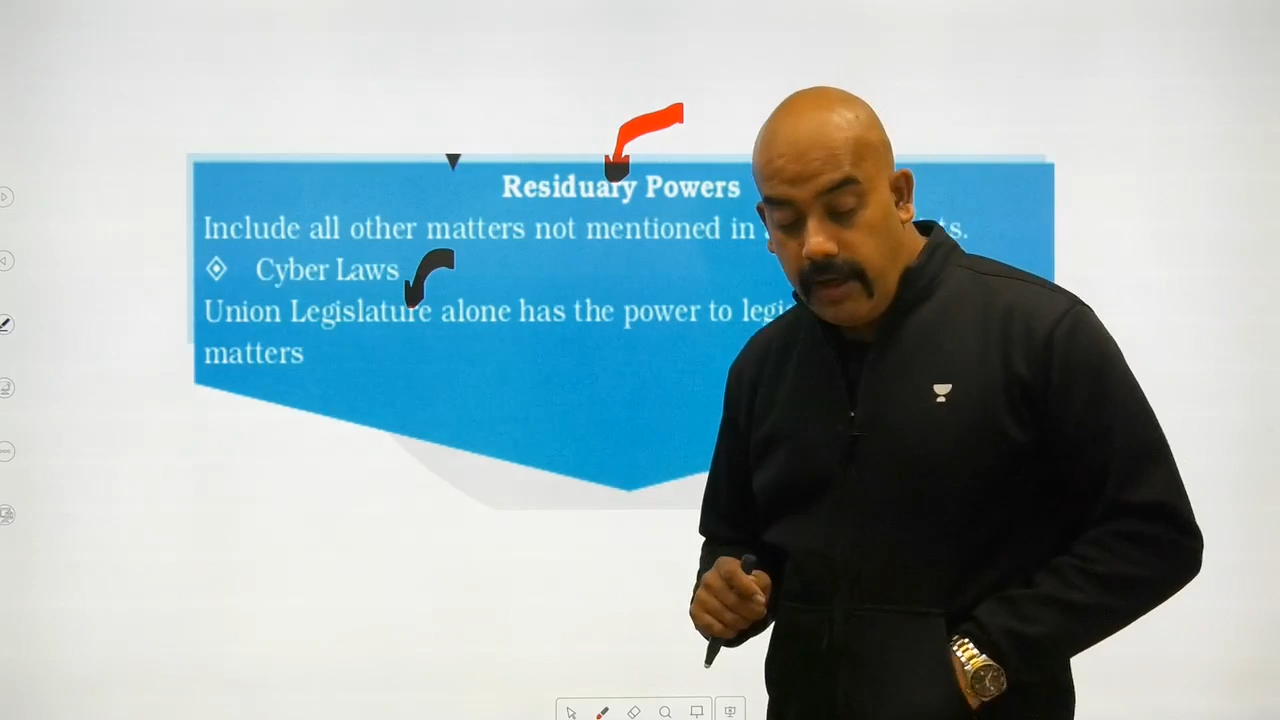 Residuary Powers
Include all other matters not mentioned in
Cyber Laws
Union Legislature alone has the power to
matters